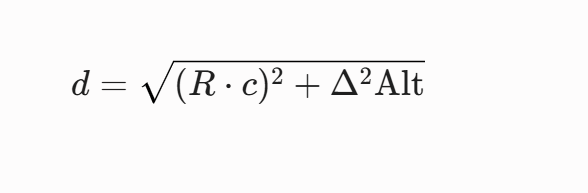 d = √(R · c)² + Δ²Alt